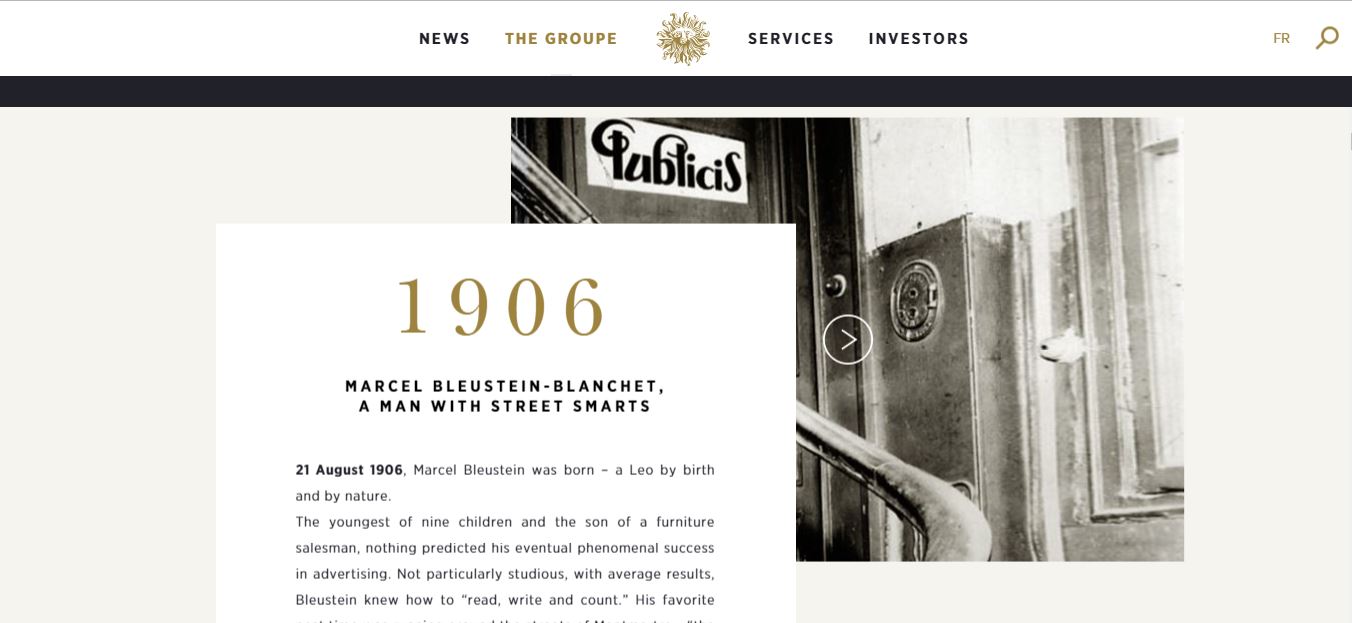 NEWS
THE GROUPE
SERVICES
INVESTORS
FR
Publicis
1906
MARCEL BLEUSTEIN-BLANCHET,
A MAN WITH STREET SMARTS
21 August 1906, Marcel Bleustein was born – a Leo by birth
and by nature.
The youngest of nine children and the son of a furniture
salesman, nothing predicted his eventual phenomenal success
in advertising. Not particularly studious, with average results,
Bleustein knew how to “read, write and count.” His favorite